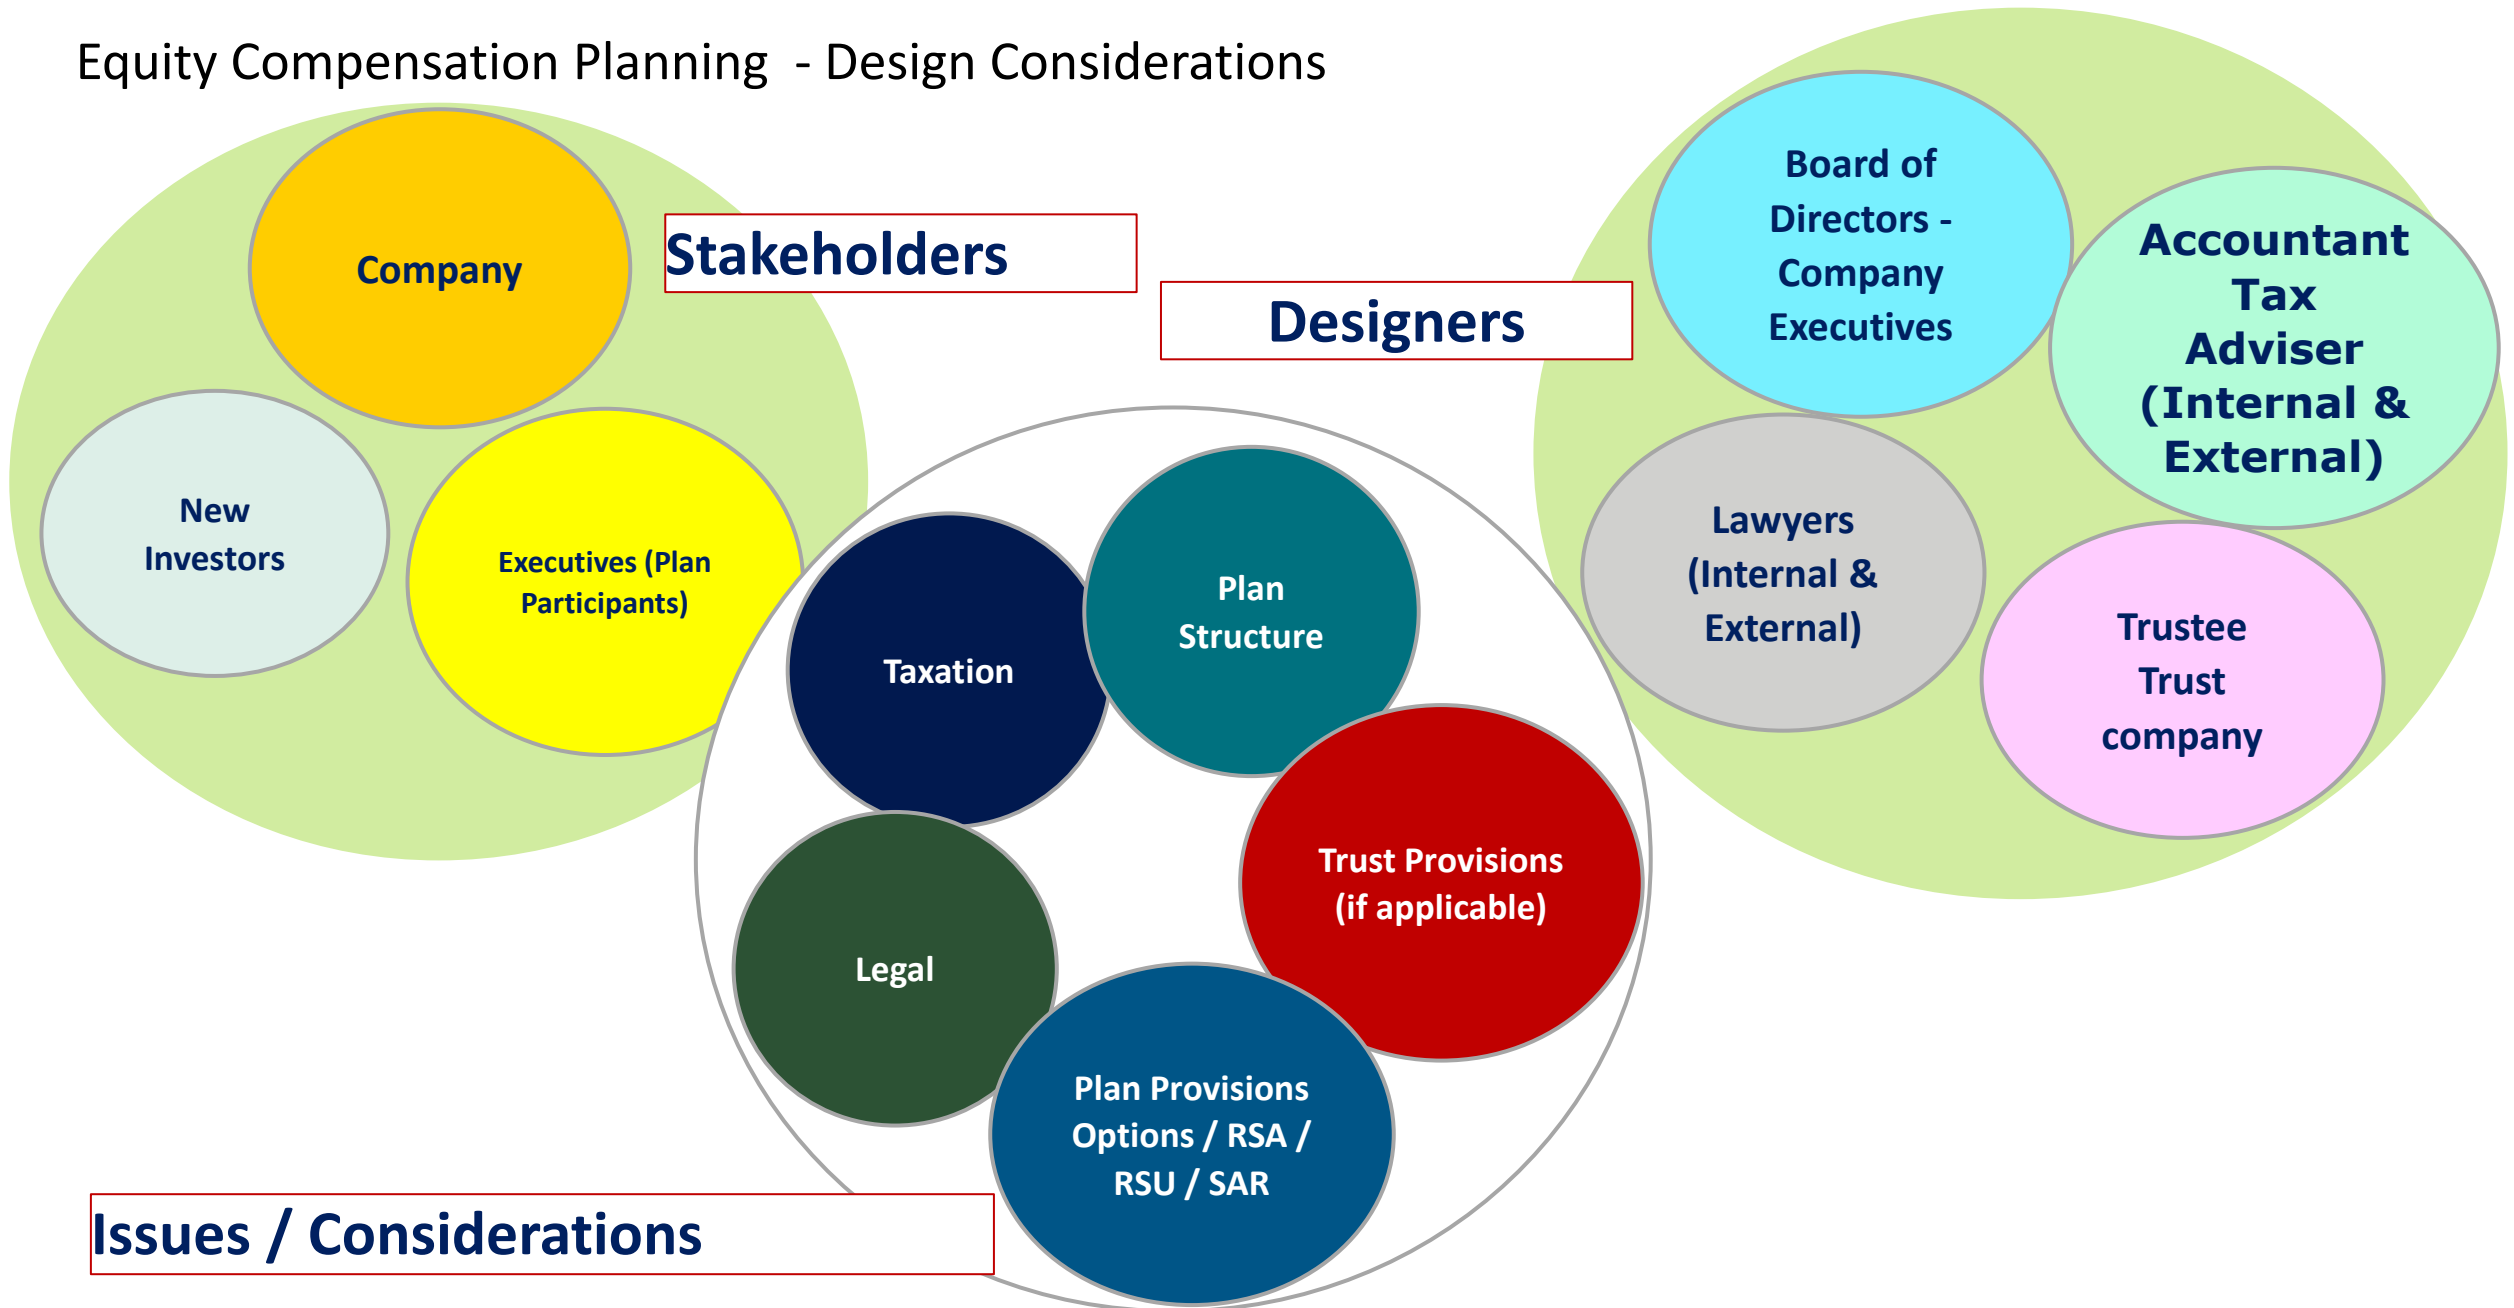 Equity Compensation Planning - Design Considerations
Company
Stakeholders
New
Investors
Executives (Plan
Participants)
Designers
Board of
Directors -
Company
Executives
Accountant
Tax
Adviser
(Internal &
External)
Lawyers
(Internal &
External)
Trustee
Trust
company
Taxation
Plan
Structure
Trust Provisions
(if applicable)
Legal
Plan Provisions
Options / RSA /
RSU / SAR
Issues / Considerations